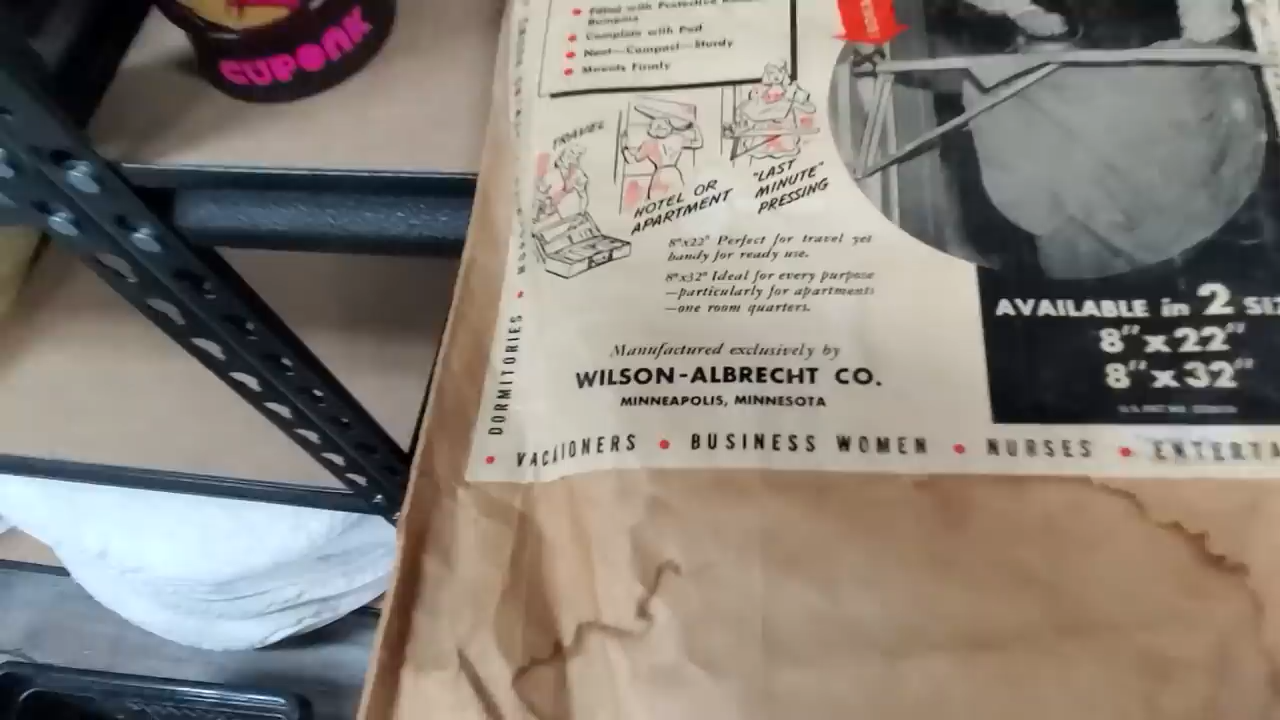 CUPONK
Complete with Pad
Neat—Compact—Sturdy
Mounts Firmly
TRAVEL
HOTEL OR
APARTMENT
"LAST
MINUTE"
PRESSING
8"x22" Perfect for travel yet
handy for ready use.
8"x32" Ideal for every purpose
—particularly for apartments
—one room quarters.
Manufactured exclusively by
WILSON-ALBRECHT CO.
MINNEAPOLIS, MINNESOTA
AVAILABLE in 2
8"x22"
8"x32"
DORMITORIES •
• VACATIONERS • BUSINESS WOMEN • NURSES •